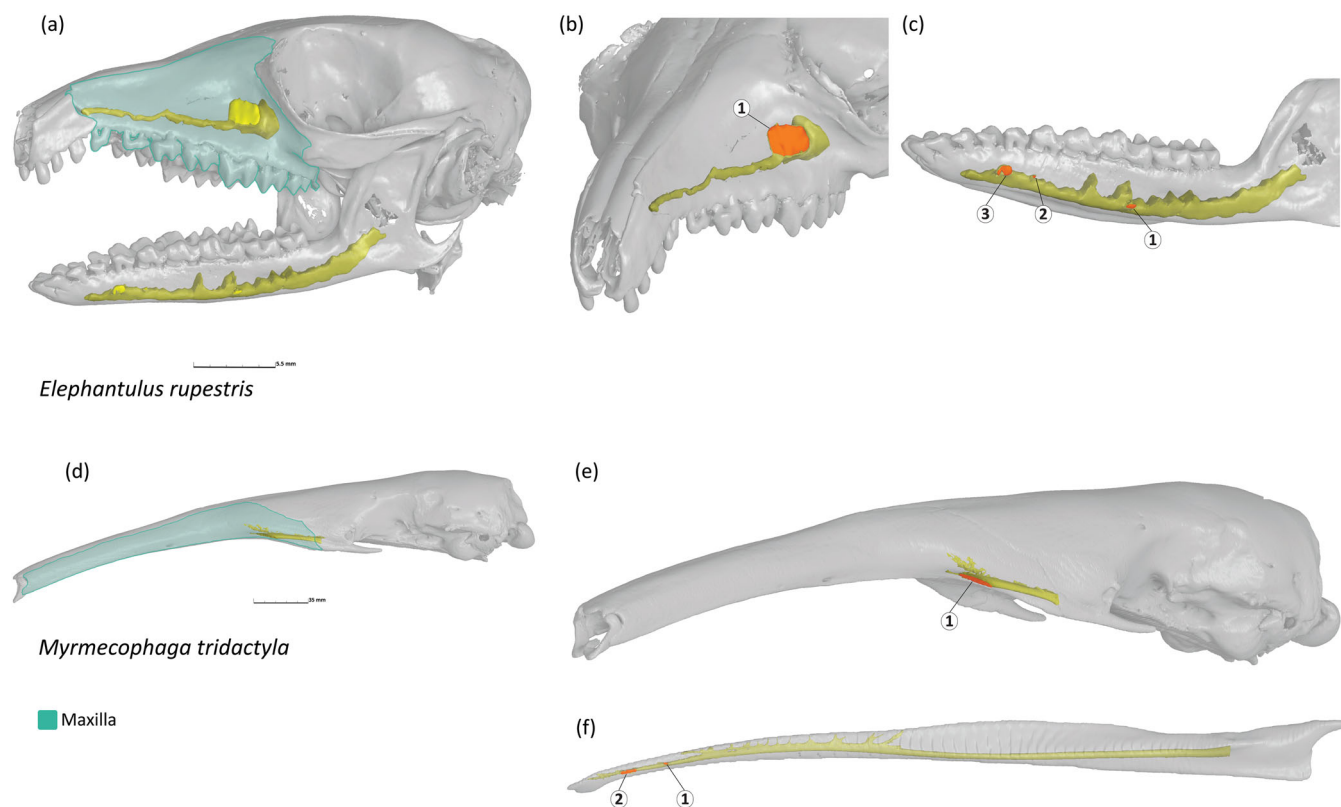 (a)
(b)
(c)
1
3
2
1
5.5 mm
Elephantulus rupestris
(d)
(e)
1
35 mm
Myrmecophaga tridactyla
Maxilla
(f)
2
1